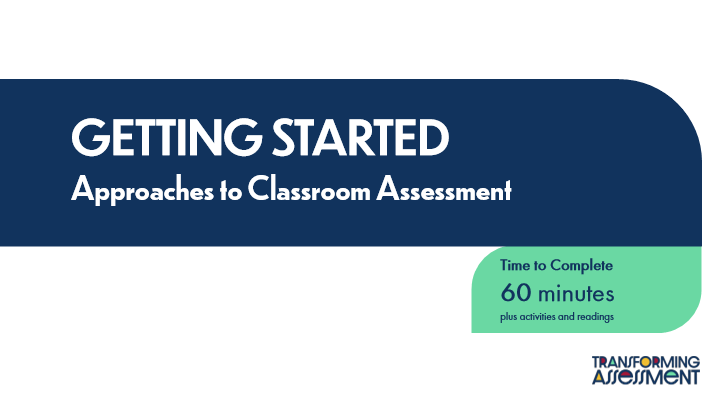 GETTING STARTED
Approaches to Classroom Assessment
Time to Complete
60 minutes
plus activities and readings
TRANSFORMING
ASSESSMENT